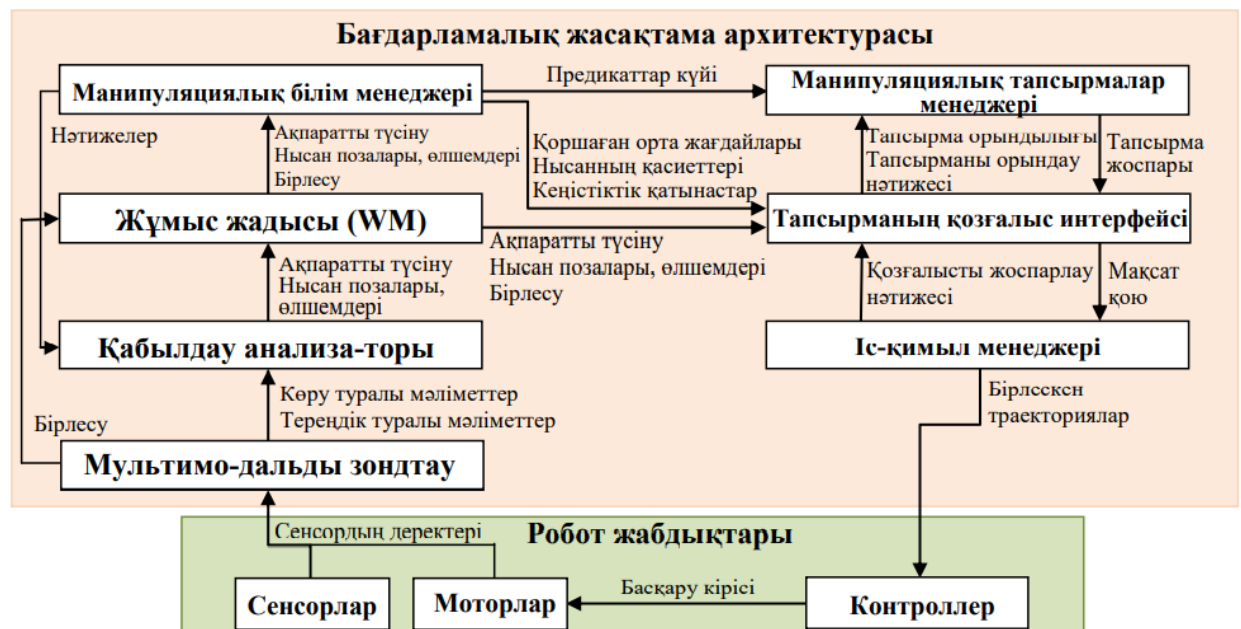 Бағдарламалық жасақтама архитектурасы
Манипуляциялық білім менеджері
Предикаттар күйі
Манипуляциялық тапсырмалар
менеджері
Нәтижелер
Ақпаратты түсіну
Нысан позалары, өлшемдері
Бірлесу
Қоршаған орта жағдайлары
Нысанның қасиеттері
Кеңістіктік қатынастар
Тапсырма орындылығы
Тапсырманы орындау
нәтижесі
Тапсырма
жоспары
Жұмыс жадысы (WM)
Тапсырманың қозғалыс интерфейсі
Ақпаратты түсіну
Нысан позалары,
өлшемдері
Ақпаратты түсіну
Нысан позалары, өлшемдері
Бірлесу
Қозғалысты жоспарлау
нәтижесі
Мақсат
қою
Қабылдау анализа-торы
Іс-қимыл менеджері
Көру туралы мәліметтер
Тереңдік туралы мәліметтер
Бірлескен
траекториялар
Бірлесу
Мультимо-дальды зондтау
Робот жабдықтары
Сенсордың деректері
Сенсорлар
Моторлар
Басқару кірісі
Контроллер